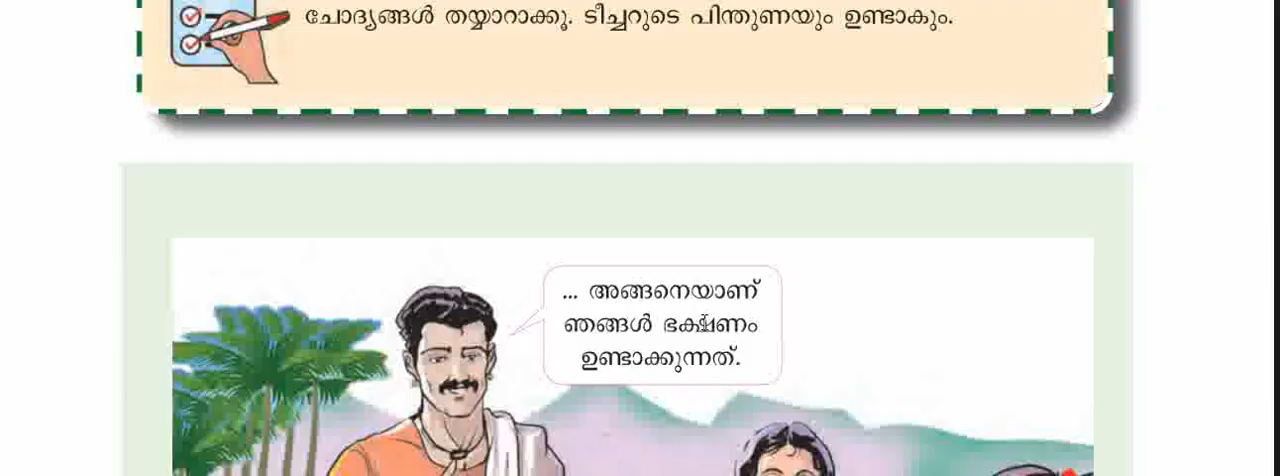 ചോദ്യങ്ങൾ തയ്യാറാക്കൂ. ടീച്ചറുടെ പിന്തുണയും ഉണ്ടാകും.
... അങ്ങനെയാണ്
ഞങ്ങൾ ഭക്ഷണം
ഉണ്ടാക്കുന്നത്.